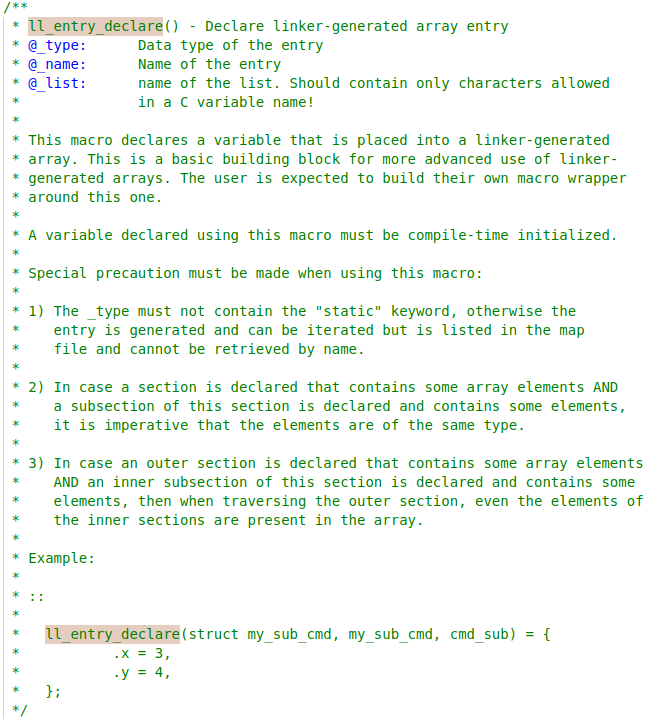 /**
 * ll_entry_declare() - Declare linker-generated array entry
 * @_type:      Data type of the entry
 * @_name:      Name of the entry
 * @_list:      name of the list. Should contain only characters allowed
 *              in a C variable name!
 *
 * This macro declares a variable that is placed into a linker-generated
 * array. This is a basic building block for more advanced use of linker-
 * generated arrays. The user is expected to build their own macro wrapper
 * around this one.
 *
 * A variable declared using this macro must be compile-time initialized.
 *
 * Special precaution must be made when using this macro:
 *
 * 1) The _type must not contain the "static" keyword, otherwise the
 *    entry is generated and can be iterated but is listed in the map
 *    file and cannot be retrieved by name.
 *
 * 2) In case a section is declared that contains some array elements AND
 *    a subsection of this section is declared and contains some elements,
 *    it is imperative that the elements are of the same type.
 *
 * 3) In case an outer section is declared that contains some array elements
 *    AND an inner subsection of this section is declared and contains some
 *    elements, then when traversing the outer section, even the elements of
 *    the inner sections are present in the array.
 *
 * Example:
 *
 * ::
 *
 *   ll_entry_declare(struct my_sub_cmd, my_sub_cmd, cmd_sub) = {
 *           .x = 3,
 *           .y = 4,
 *   };
 */